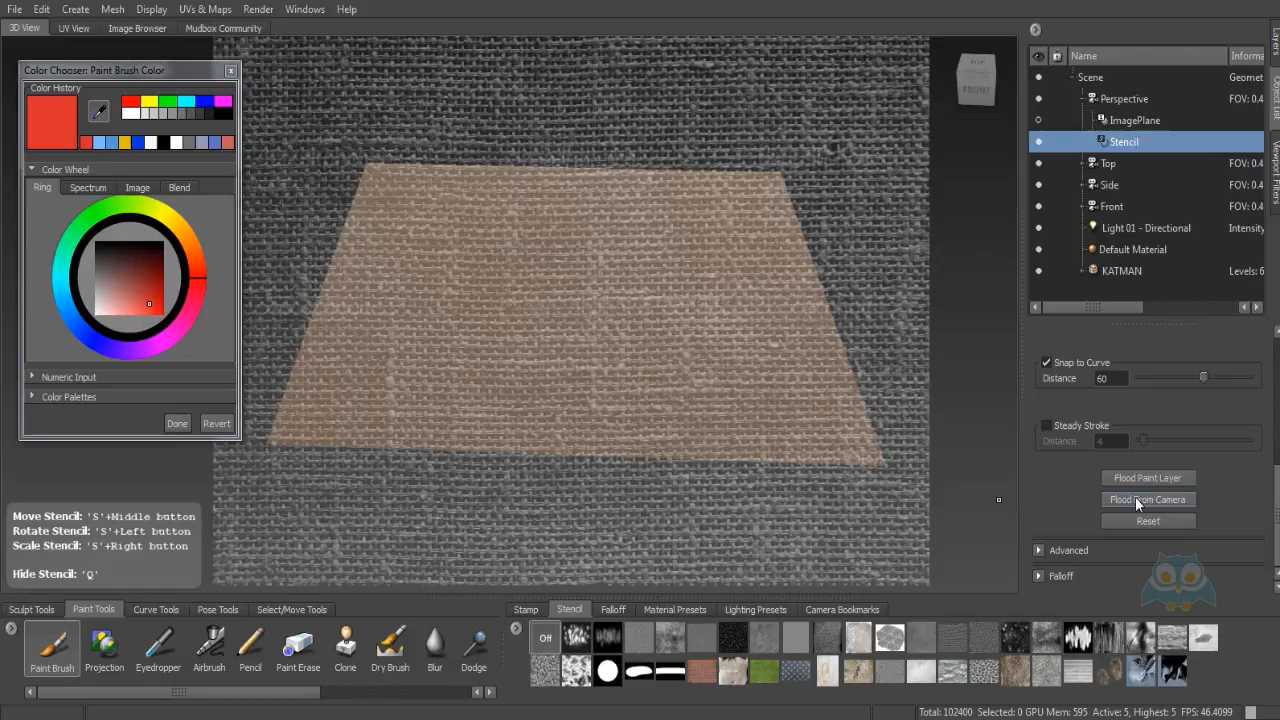 File Edit Create Mesh Display UVs & Maps Render Windows Help
3D View UV View Image Browser Mudbox Community
Color Chooser: Paint Brush Color
Color History
Color Wheel
Ring Spectrum Image Blend
Numeric Input
Color Palettes
Done Revert
Move Stencil: 'S'+Middle button
Rotate Stencil: 'S'+Left button
Scale Stencil: 'S'+Right button
Hide Stencil: 'Q'
TOP
FRONT
Name Informa
Scene Geomet
Perspective FOV: 0.4
ImagePlane
Stencil
Top FOV: 0.4
Side FOV: 0.4
Front FOV: 0.4
Light 01 - Directional Intensity
Default Material
KATMAN Levels: 6
Layers
Object List
Viewport Filters
Snap to Curve
Distance 60
Steady Stroke
Distance 4
Flood Paint Layer
Flood From Camera
Reset
Advanced
Falloff
Sculpt Tools Paint Tools Curve Tools Pose Tools Select/Move Tools
Paint Brush Projection Eyedropper Airbrush Pencil Paint Erase Clone Dry Brush Blur Dodge
Stamp Stencil Falloff Material Presets Lighting Presets Camera Bookmarks
Off
Total: 102400 Selected: 0 GPU Mem: 595 Active: 5, Highest: 5 FPS: 46.4099